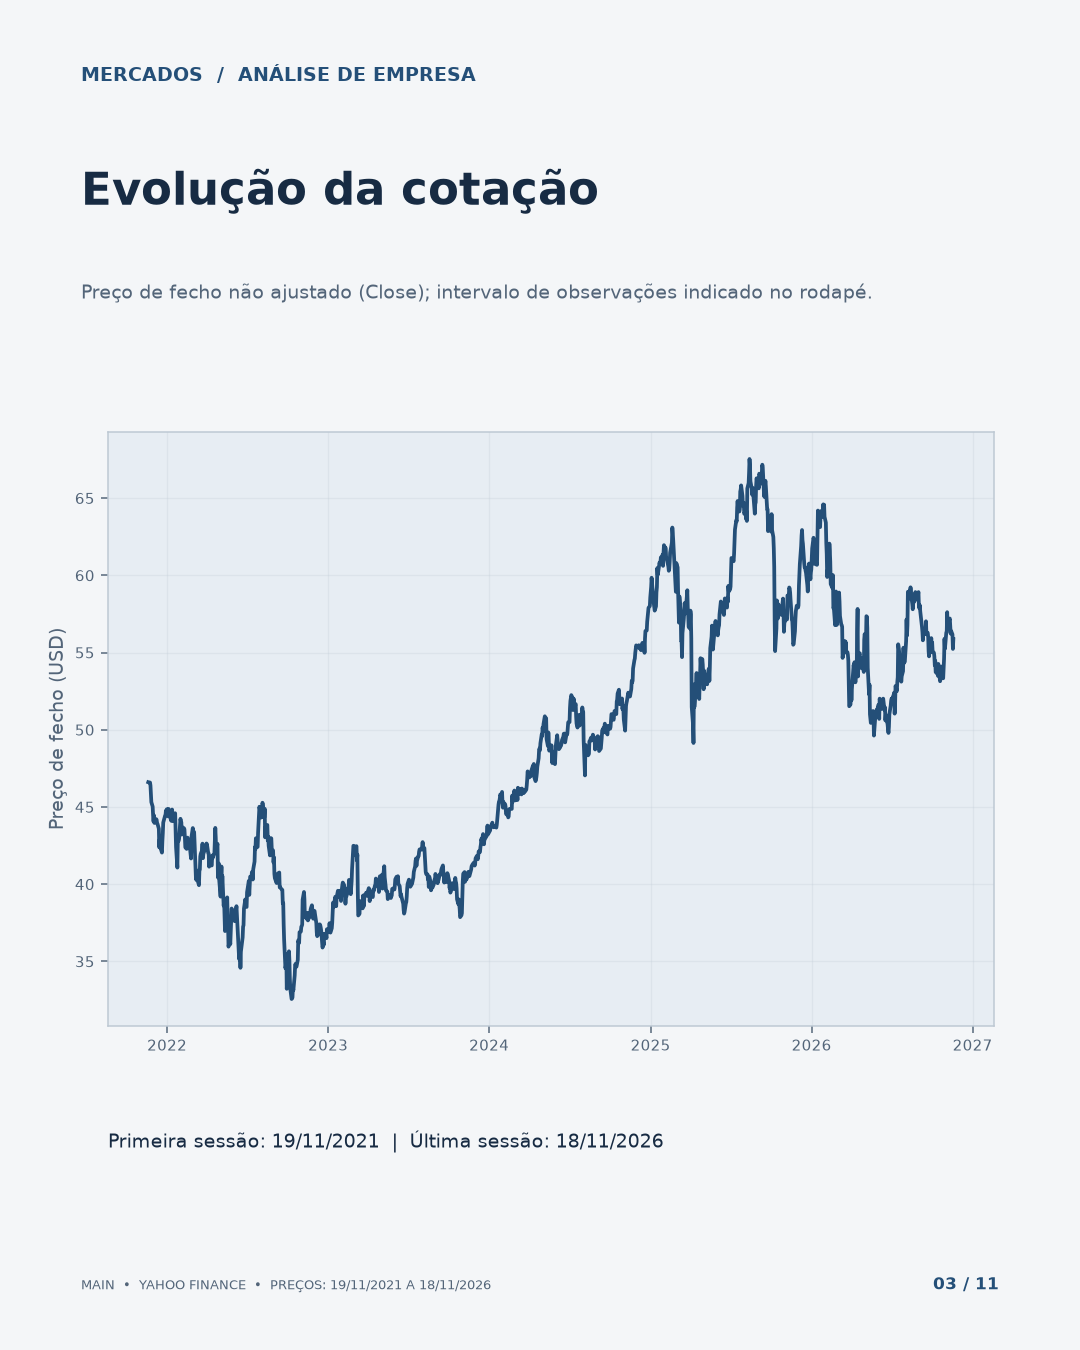 MERCADOS / ANÁLISE DE EMPRESA
Evolução da cotação
Preço de fecho não ajustado (Close); intervalo de observações indicado no rodapé.
Preço de fecho (USD)
65
60
55
50
45
40
35
2022 2023 2024 2025 2026 2027
Primeira sessão: 19/11/2021 | Última sessão: 18/11/2026
MAIN • YAHOO FINANCE • PREÇOS: 19/11/2021 A 18/11/2026
03 / 11